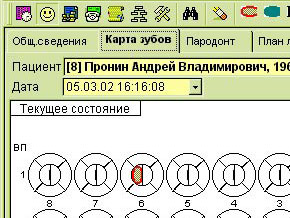 Общ.сведения Карта зубов Пародонт План л
Пациент [8] Пронин Андрей Владимирович, 196
Дата 05.03.02 16:16:08
Текущее состояние
вп
1
8 7 6 5 4 3